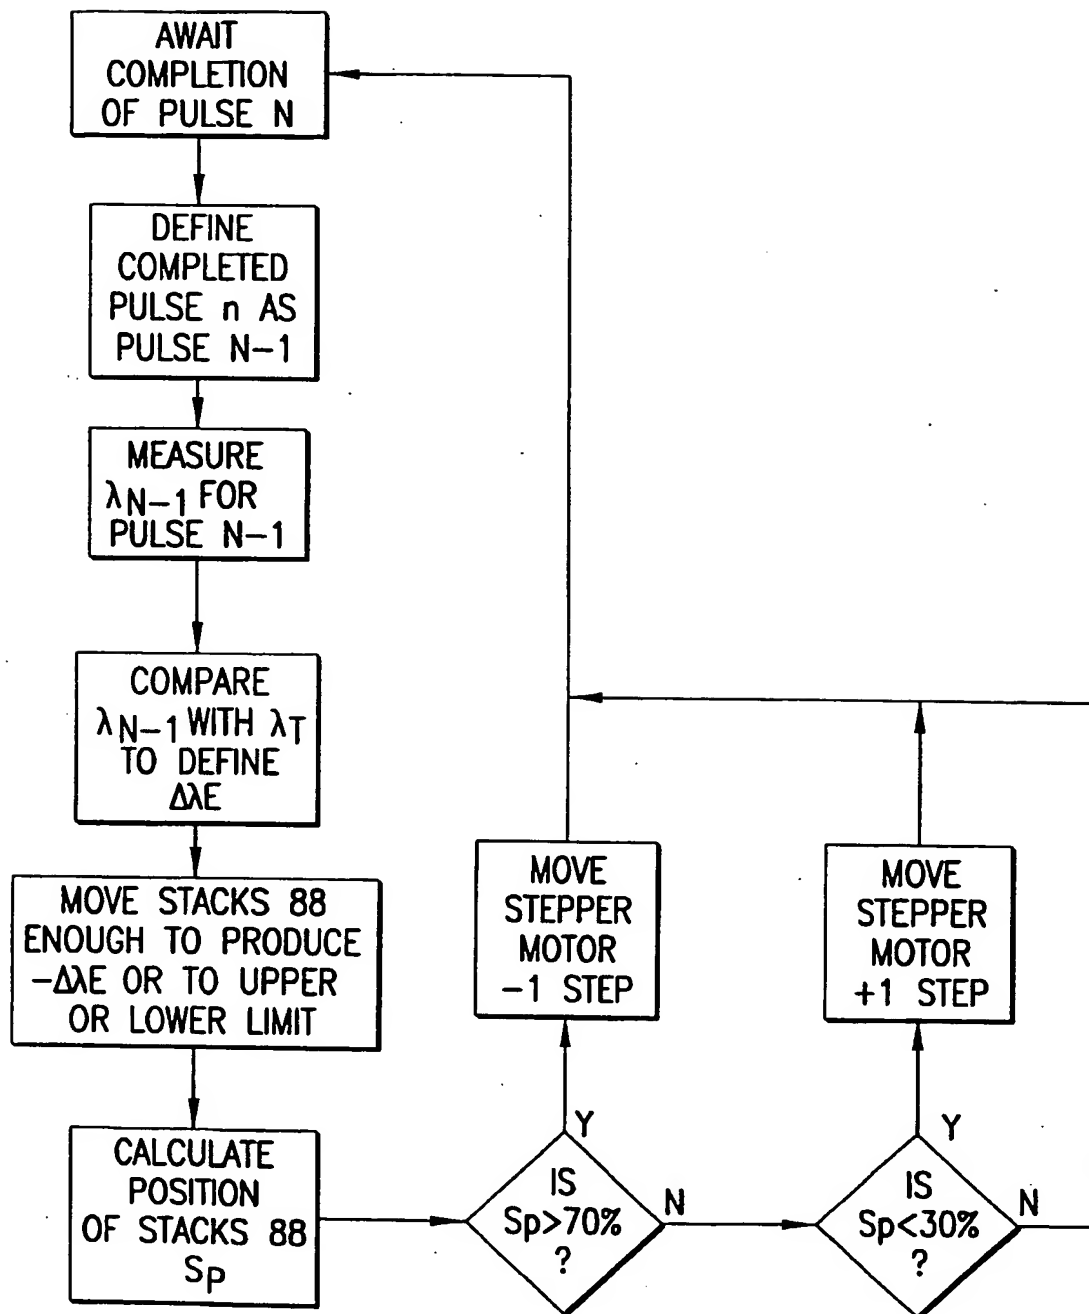 AWAIT
COMPLETION
OF PULSE N
DEFINE
COMPLETED
PULSE n AS
PULSE N-1
MEASURE
λN-1 FOR
PULSE N-1
COMPARE
λN-1 WITH λT
TO DEFINE
ΔλE
MOVE STACKS 88
ENOUGH TO PRODUCE
-ΔλE OR TO UPPER
OR LOWER LIMIT
CALCULATE
POSITION
OF STACKS 88
SP
IS
Sp>70%
?
Y
N
MOVE
STEPPER
MOTOR
-1 STEP
IS
Sp<30%
?
Y
N
MOVE
STEPPER
MOTOR
+1 STEP